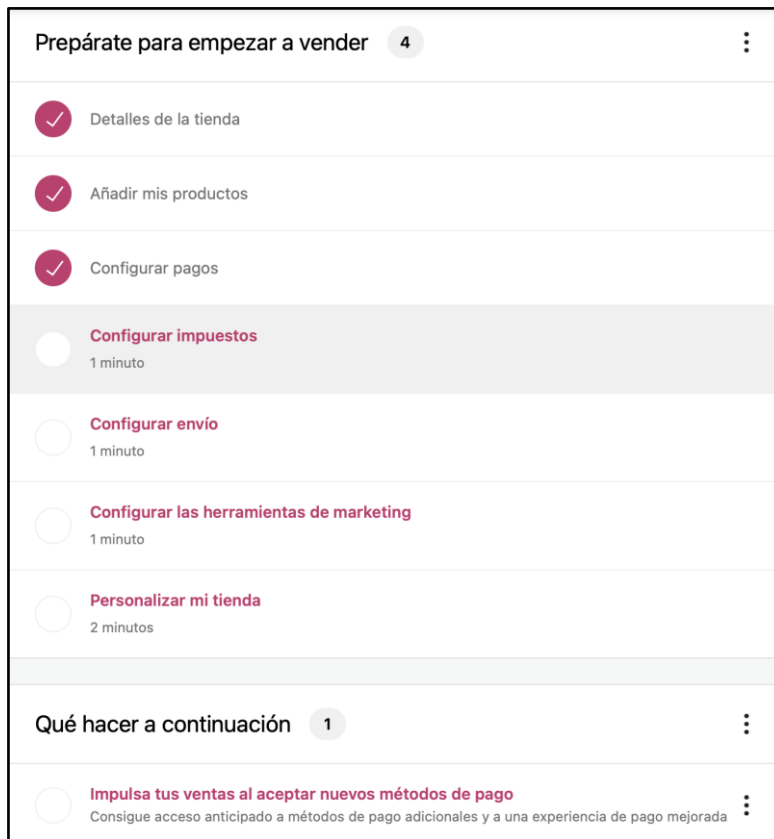 Prepárate para empezar a vender 4
Detalles de la tienda
Añadir mis productos
Configurar pagos
Configurar impuestos
1 minuto
Configurar envío
1 minuto
Configurar las herramientas de marketing
1 minuto
Personalizar mi tienda
2 minutos
Qué hacer a continuación 1
Impulsa tus ventas al aceptar nuevos métodos de pago
Consigue acceso anticipado a métodos de pago adicionales y a una experiencia de pago mejorada